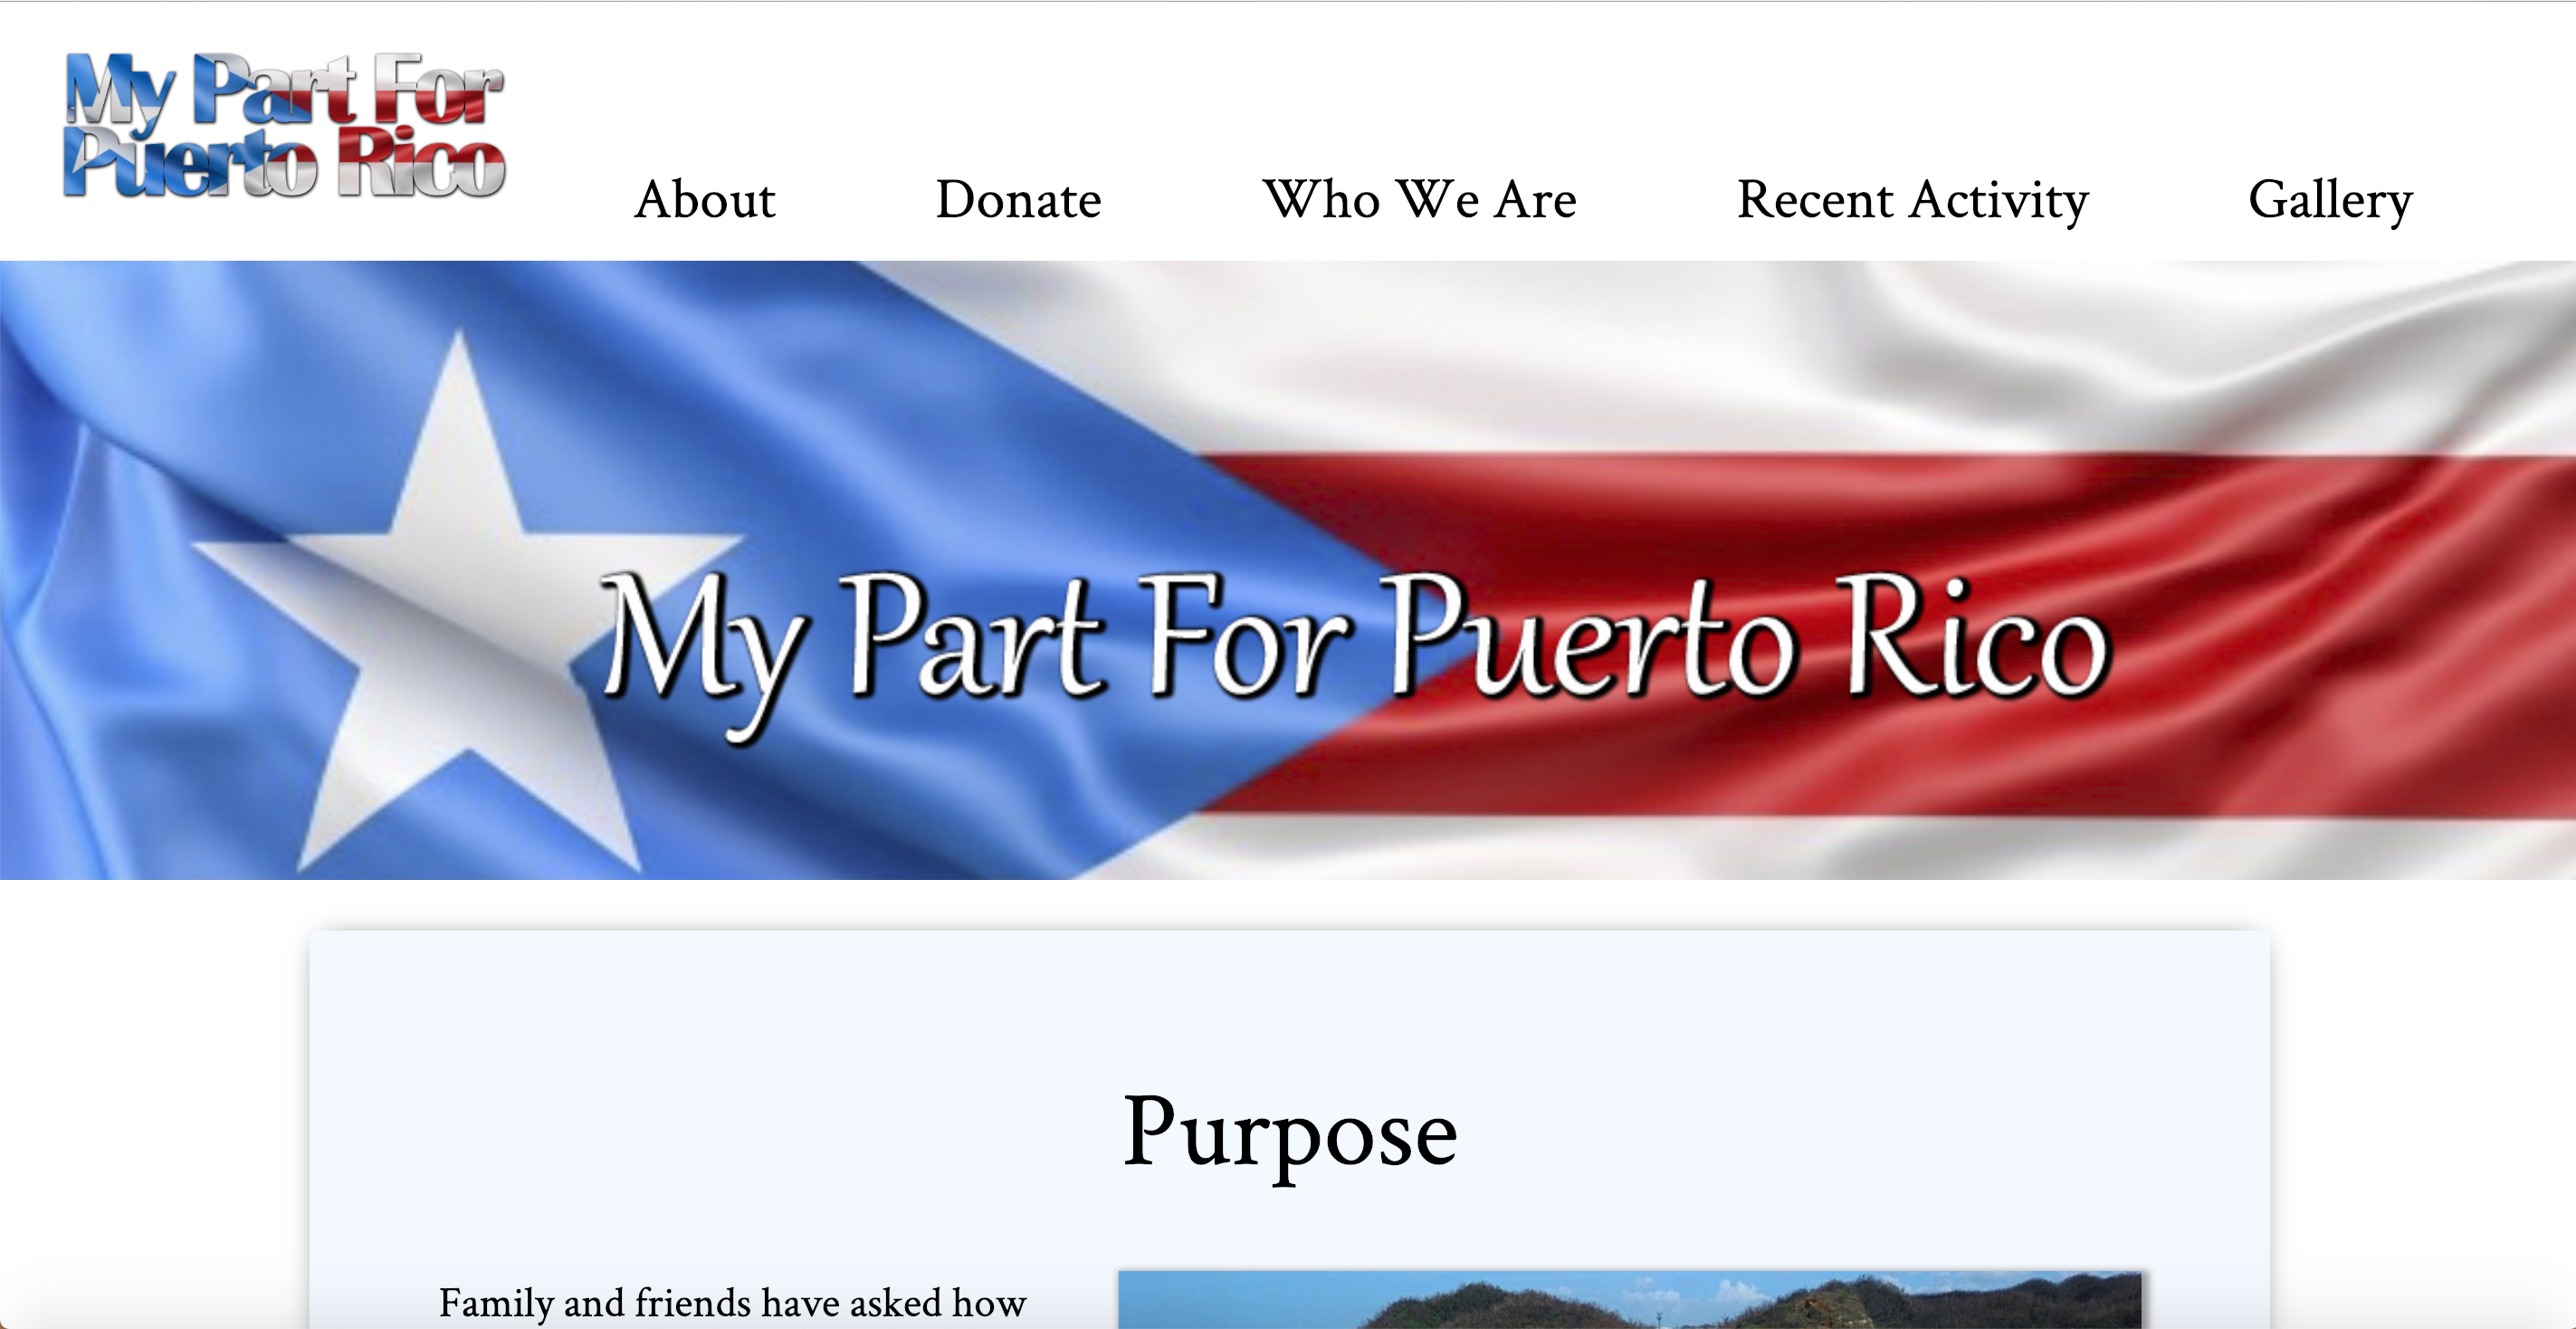 My Part For
Puerto Rico
About Donate Who We Are Recent Activity Gallery
My Part For Puerto Rico
Purpose
Family and friends have asked how